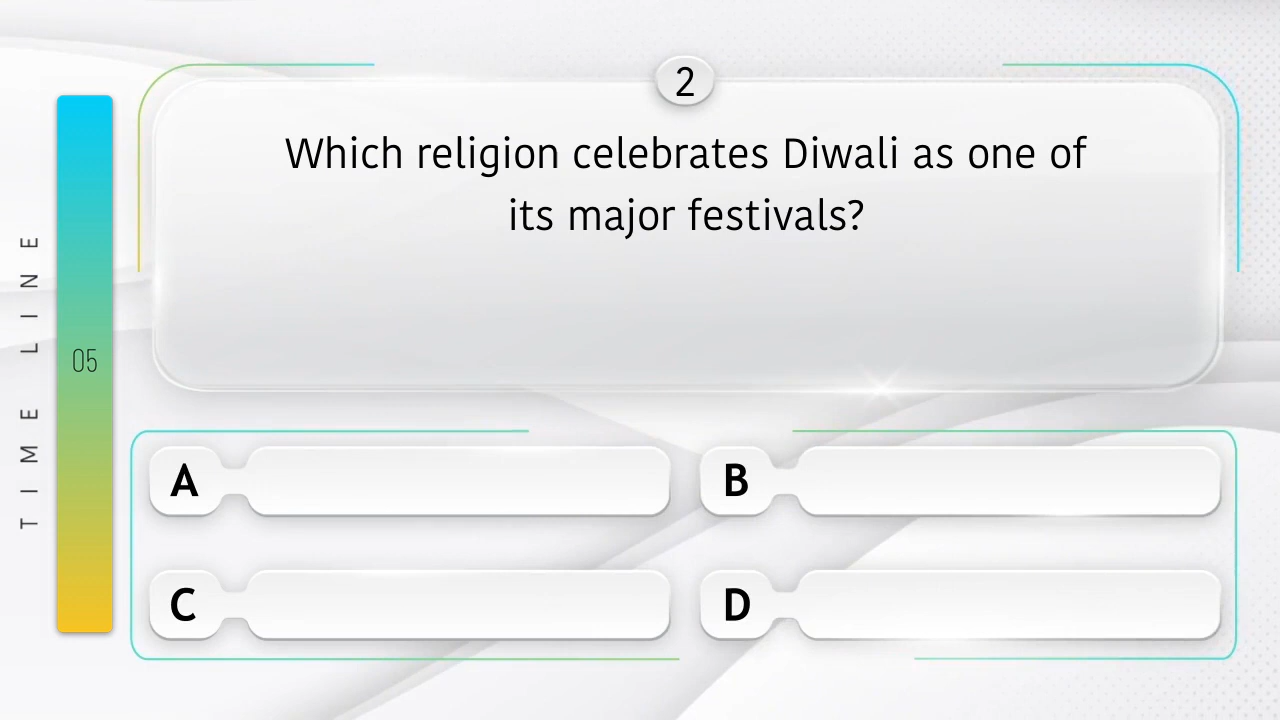 2
Which religion celebrates Diwali as one of
its major festivals?
TIME LINE
05
A
B
C
D